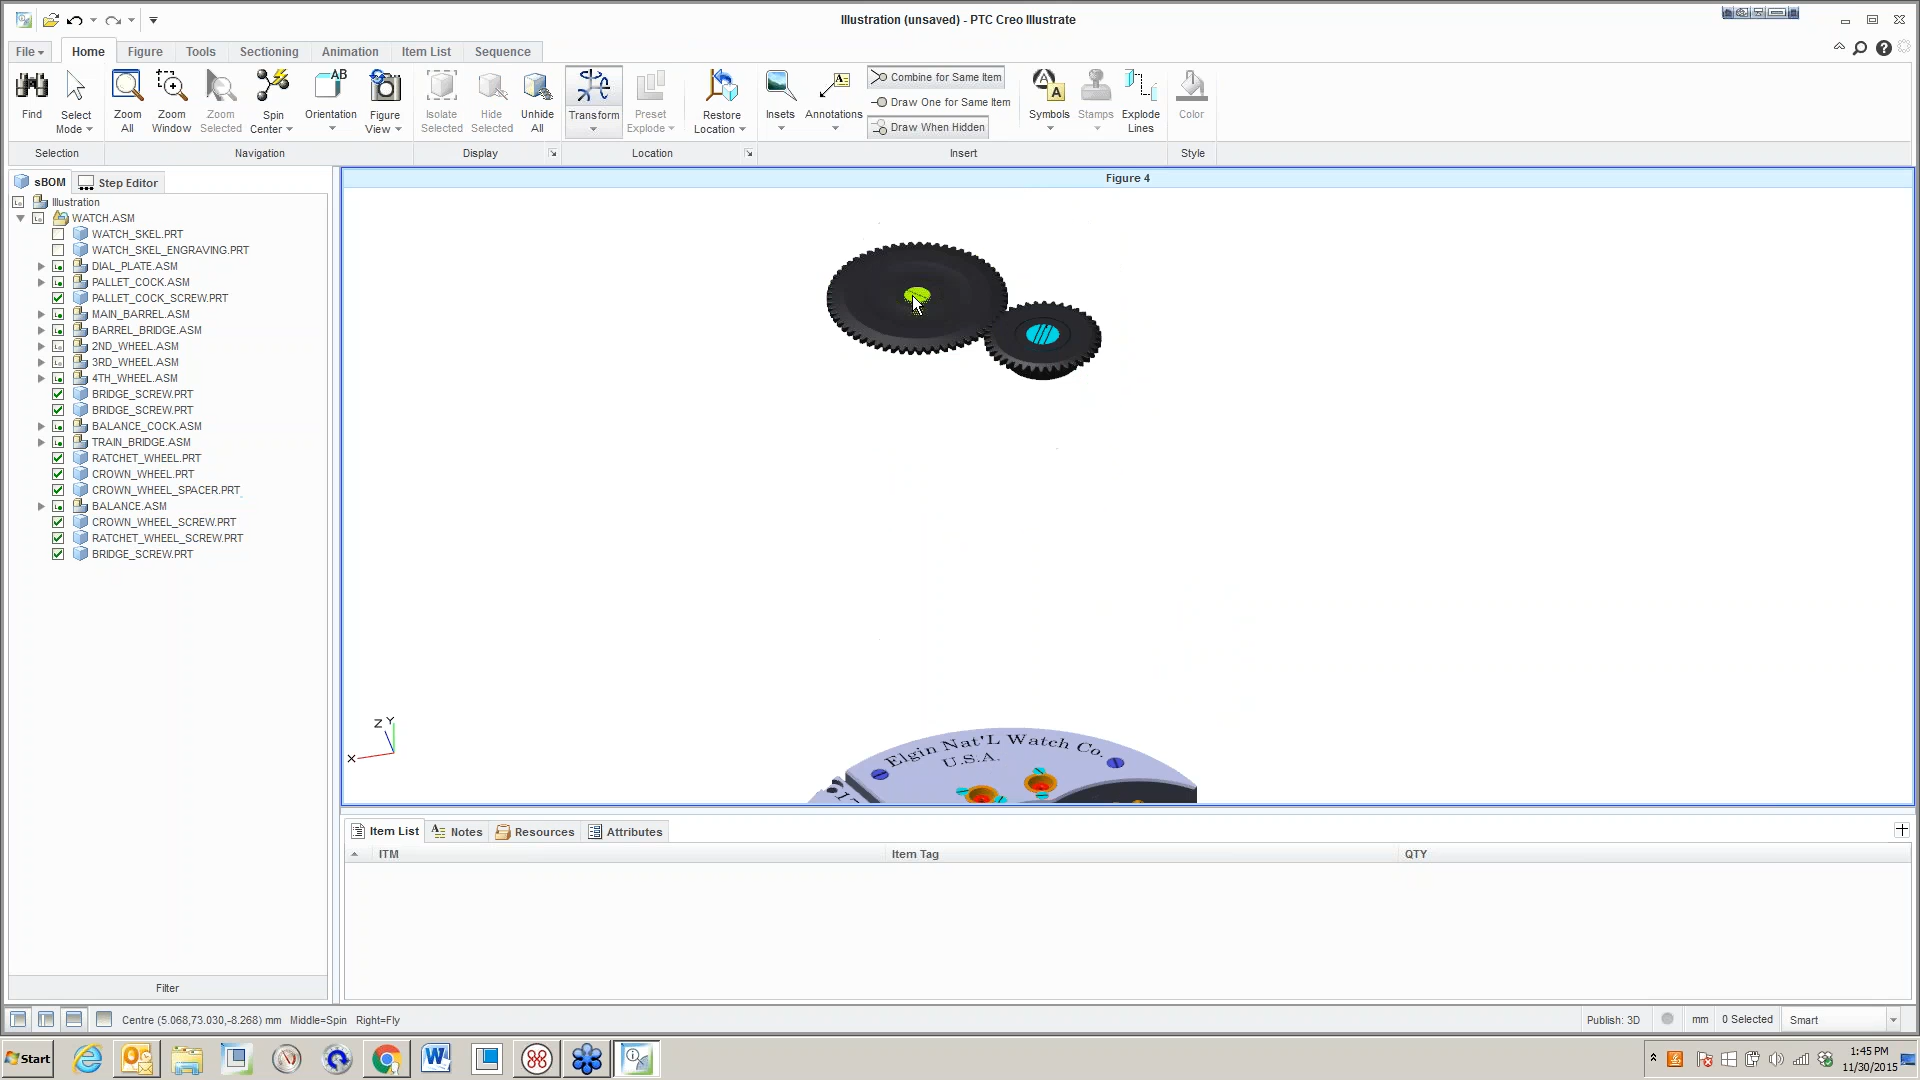 Illustration (unsaved) - PTC Creo Illustrate
File
Home
Figure
Tools
Sectioning
Animation
Item List
Sequence
Find
Select Mode
Zoom All
Zoom Window
Zoom Selected
Spin Center
Orientation
Figure View
Isolate Selected
Hide Selected
Unhide All
Transform
Preset Explode
Restore Location
Insets
Annotations
Combine for Same Item
Draw One for Same Item
Draw When Hidden
Symbols
Stamps
Explode Lines
Color
Selection
Navigation
Display
Location
Insert
Style
sBOM
Step Editor
Illustration
WATCH.ASM
WATCH_SKEL.PRT
WATCH_SKEL_ENGRAVING.PRT
DIAL_PLATE.ASM
PALLET_COCK.ASM
PALLET_COCK_SCREW.PRT
MAIN_BARREL.ASM
BARREL_BRIDGE.ASM
2ND_WHEEL.ASM
3RD_WHEEL.ASM
4TH_WHEEL.ASM
BRIDGE_SCREW.PRT
BRIDGE_SCREW.PRT
BALANCE_COCK.ASM
TRAIN_BRIDGE.ASM
RATCHET_WHEEL.PRT
CROWN_WHEEL.PRT
CROWN_WHEEL_SPACER.PRT
BALANCE.ASM
CROWN_WHEEL_SCREW.PRT
RATCHET_WHEEL_SCREW.PRT
BRIDGE_SCREW.PRT
Filter
Figure 4
Z Y
X
Elgin Nat'L Watch Co.
U.S.A.
17
Item List
Notes
Resources
Attributes
ITM
Item Tag
QTY
Centre (5.068,73.030,-8.268) mm Middle=Spin Right=Fly
Publish: 3D
mm
0 Selected
Smart
Start
1:45 PM
11/30/2015